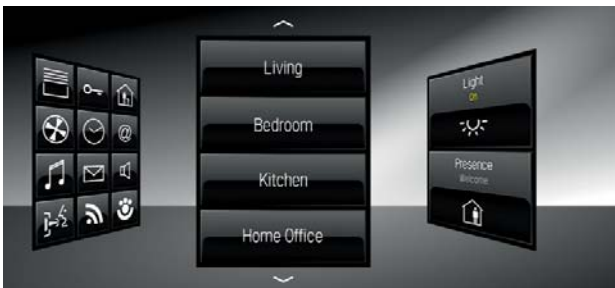 @
Living
Bedroom
Kitchen
Home Office
Light
on
Presence
Welcome